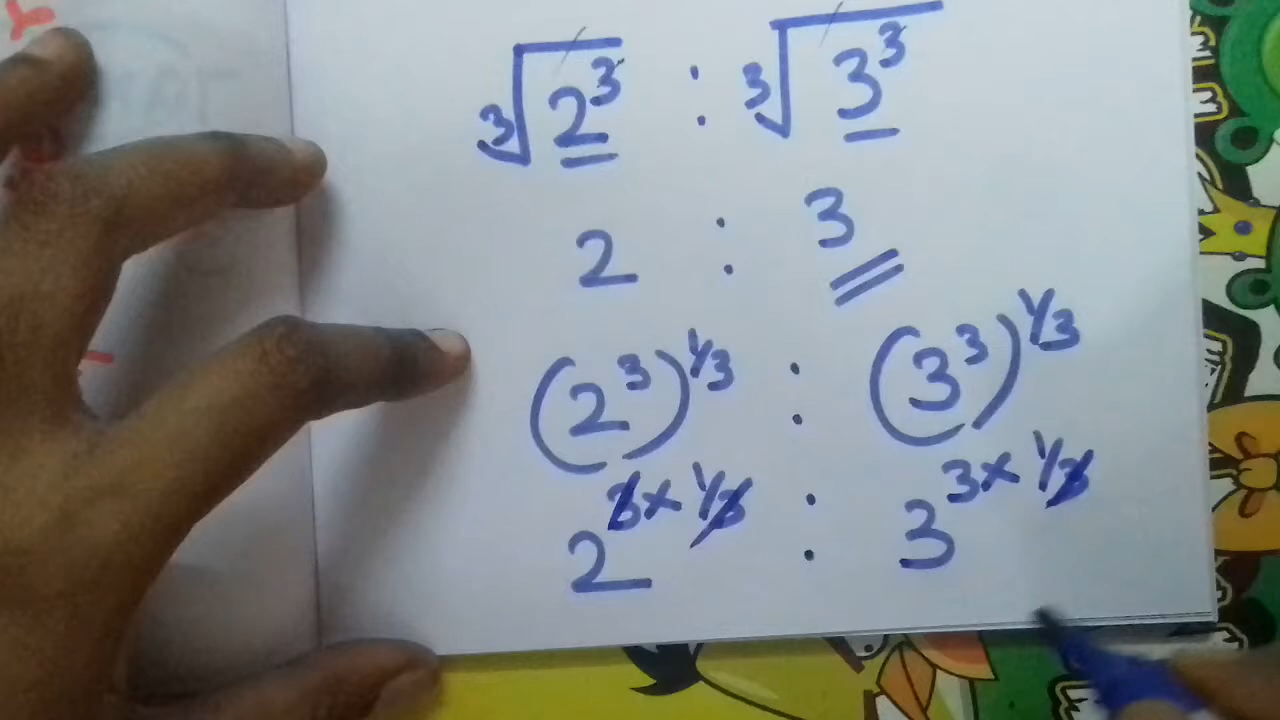 ∛2³ : ∛3³
2 : 3
(2³)^1/3 : (3³)^1/3
2^3×1/3 : 3^3×1/3